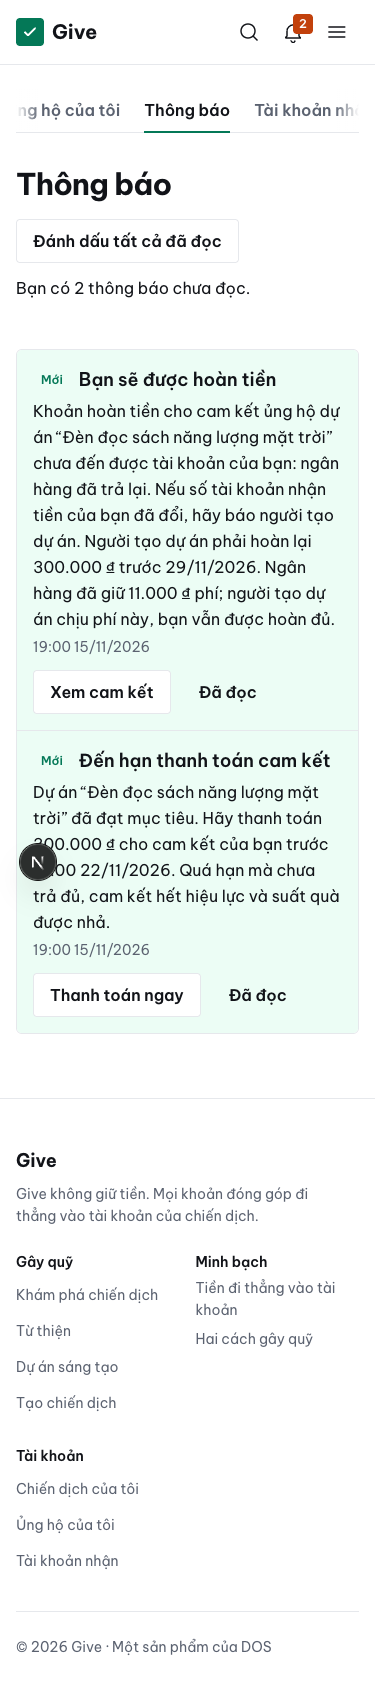 Give
2
ng hộ của tôi
Thông báo
Tài khoản
Thông báo
Đánh dấu tất cả đã đọc
Bạn có 2 thông báo chưa đọc.
Mới
Bạn sẽ được hoàn tiền
Khoản hoàn tiền cho cam kết ủng hộ dự
án “Đèn đọc sách năng lượng mặt trời”
chưa đến được tài khoản của bạn: ngân
hàng đã trả lại. Nếu số tài khoản nhận
tiền của bạn đã đổi, hãy báo người tạo
dự án. Người tạo dự án phải hoàn lại
300.000 ₫ trước 29/11/2026. Ngân
hàng đã giữ 11.000 ₫ phí; người tạo dự
án chịu phí này, bạn vẫn được hoàn đủ.
19:00 15/11/2026
Xem cam kết
Đã đọc
Mới
Đến hạn thanh toán cam kết
Dự án “Đèn đọc sách năng lượng mặt
trời” đã đạt mục tiêu. Hãy thanh toán
300.000 ₫ cho cam kết của bạn trước
22/11/2026. Quá hạn mà chưa
trả đủ, cam kết hết hiệu lực và suất quà
được nhả.
19:00 15/11/2026
N
Thanh toán ngay
Đã đọc
Give
Give không giữ tiền. Mọi khoản đóng góp đi
thẳng vào tài khoản của chiến dịch.
Gây quỹ
Khám phá chiến dịch
Từ thiện
Dự án sáng tạo
Tạo chiến dịch
Minh bạch
Tiền đi thẳng vào tài
khoản
Hai cách gây quỹ
Tài khoản
Chiến dịch của tôi
Ủng hộ của tôi
Tài khoản nhận
© 2026 Give · Một sản phẩm của DOS